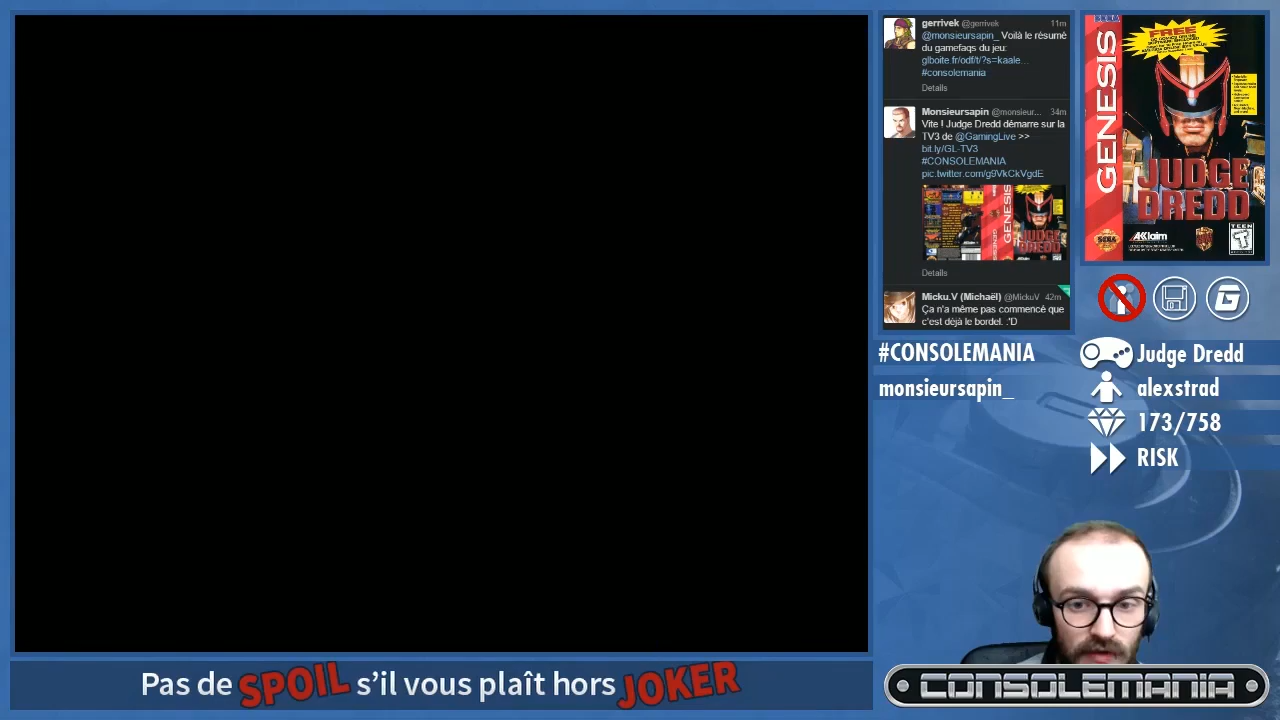 gerrivek @gerrivek 11m
@monsieursapin_ Voilà le résumé
du gamefaqs du jeu:
glboite.fr/odf/t/?s=kaale…
#consolemania
Details
Monsieursapin @monsieur... 34m
Vite ! Judge Dredd démarre sur la
TV3 de @GamingLive >>
bit.ly/GL-TV3
#CONSOLEMANIA
pic.twitter.com/g9VkCkVgdE
GENESIS
JUDGE
DREDD
Details
Micku.V (Michaël) @MickuV 42m
Ça n'a même pas commencé que
c'est déjà le bordel. :'D
FREE
GENESIS
JUDGE
DREDD
SEGA
AKklaim
TEEN
#CONSOLEMANIA
monsieursapin_
Judge Dredd
alexstrad
173/758
RISK
Pas de SPOIL s'il vous plaît hors JOKER
CONSOLEMANIA